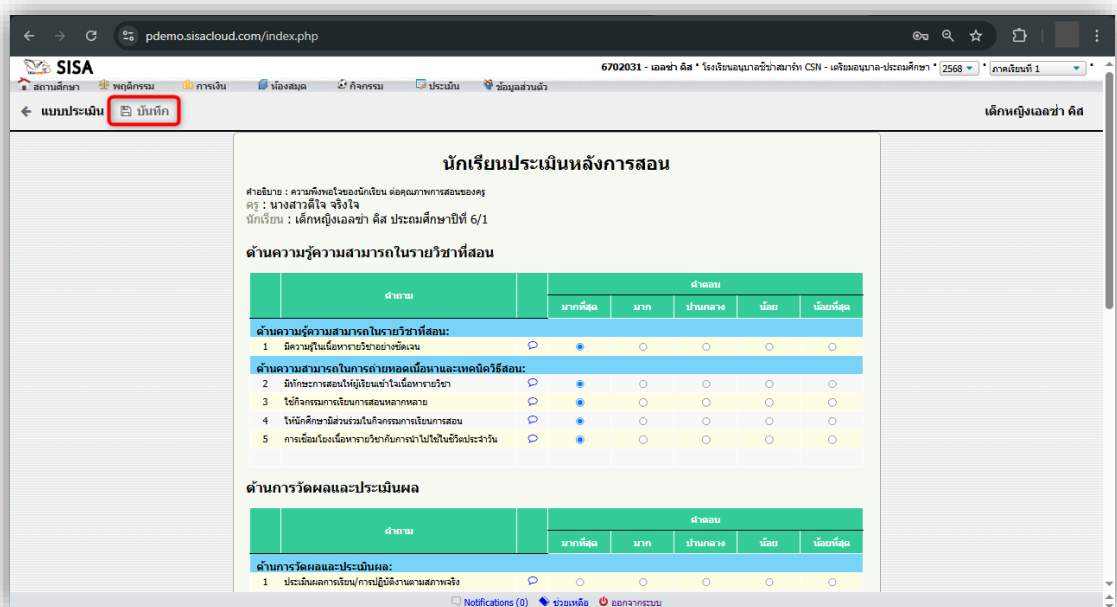 pdemo.sisacloud.com/index.php
SISA
6702031 - เอลซ่า คิส * โรงเรียนอนุบาลชีช่าสมาร์ท CSN - เตรียมอนุบาล-ประถมศึกษา * 2568 * ภาคเรียนที่ 1
สถานศึกษา พฤติกรรม การเงิน ห้องสมุด กิจกรรม ประเมิน ข้อมูลส่วนตัว
แบบประเมิน บันทึก เด็กหญิงเอลซ่า คิส
นักเรียนประเมินหลังการสอน
คำอธิบาย : ความพึงพอใจของนักเรียน ต่อคุณภาพการสอนของครู
ครู : นางสาวดีใจ จริงใจ
นักเรียน : เด็กหญิงเอลซ่า คิส ประถมศึกษาปีที่ 6/1
ด้านความรู้ความสามารถในรายวิชาที่สอน
คำถาม คำตอบ
มากที่สุด มาก ปานกลาง น้อย น้อยที่สุด
ด้านความรู้ความสามารถในรายวิชาที่สอน:
1 มีความรู้ในเนื้อหารายวิชาอย่างชัดเจน
ด้านความสามารถในการถ่ายทอดเนื้อหาและเทคนิควิธีสอน:
2 มีทักษะการสอนให้ผู้เรียนเข้าใจเนื้อหารายวิชา
3 ใช้กิจกรรมการเรียนการสอนหลากหลาย
4 ให้นักศึกษามีส่วนร่วมในกิจกรรมการเรียนการสอน
5 การเชื่อมโยงเนื้อหารายวิชากับการนำไปใช้ในชีวิตประจำวัน
ด้านการวัดผลและประเมินผล
คำถาม คำตอบ
มากที่สุด มาก ปานกลาง น้อย น้อยที่สุด
ด้านการวัดผลและประเมินผล:
1 ประเมินผลการเรียน/การปฏิบัติงานตามสภาพจริง
Notifications (0) ช่วยเหลือ ออกจากระบบ